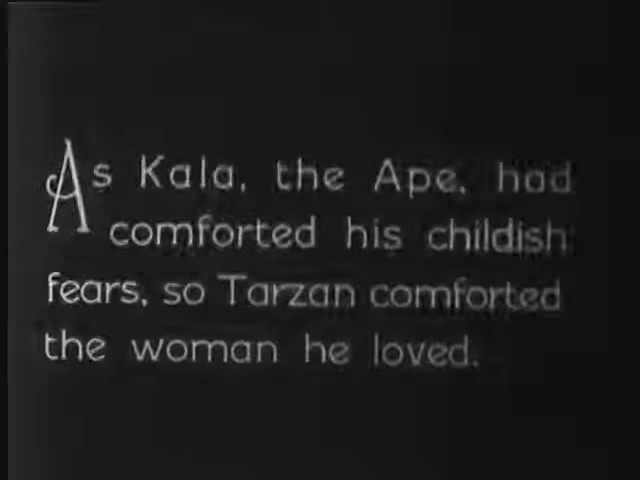 As Kala, the Ape, had
comforted his childish
fears, so Tarzan comforted
the woman he loved.